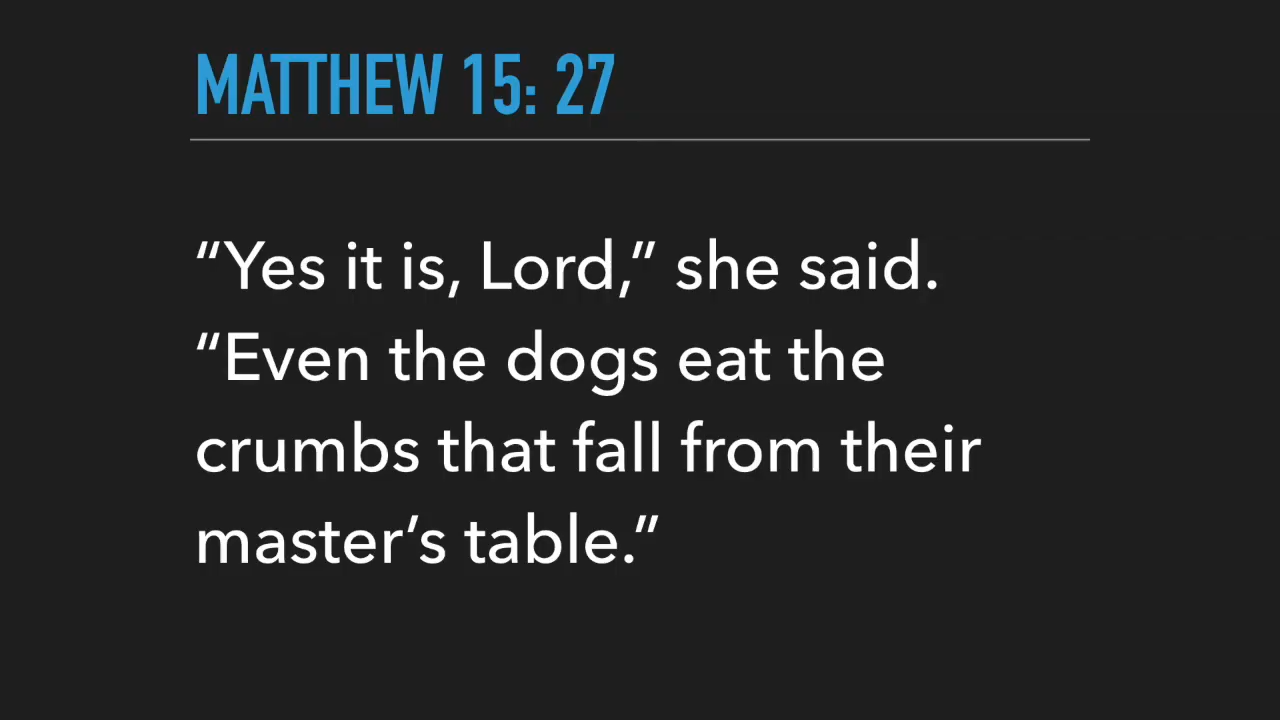 MATTHEW 15: 27
“Yes it is, Lord,” she said.
“Even the dogs eat the
crumbs that fall from their
master’s table.”